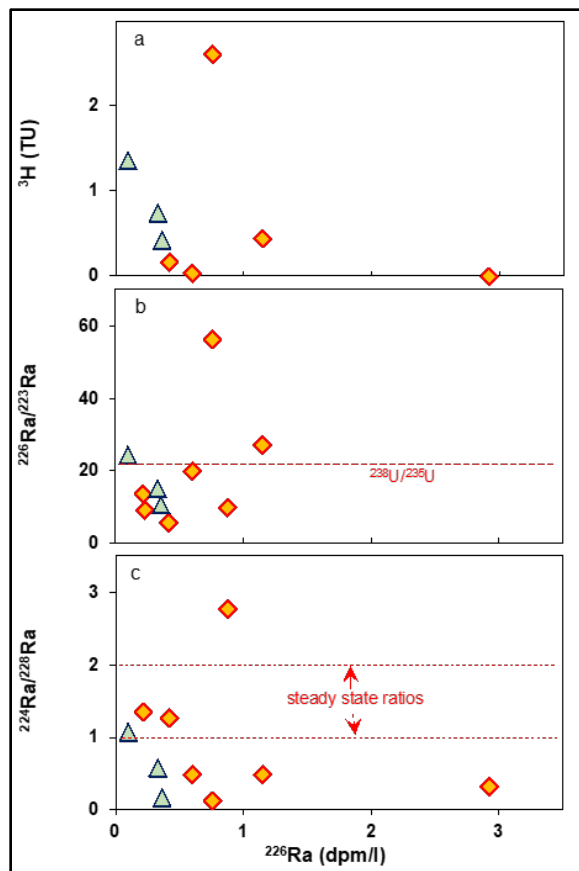 a
³H (TU)
2
1
0
b
²²⁶Ra/²²³Ra
60
40
20
0
²³⁸U/²³⁵U
c
²²⁴Ra/²²⁸Ra
3
2
steady state ratios
1
0
0 1 2 3
²²⁶Ra (dpm/l)